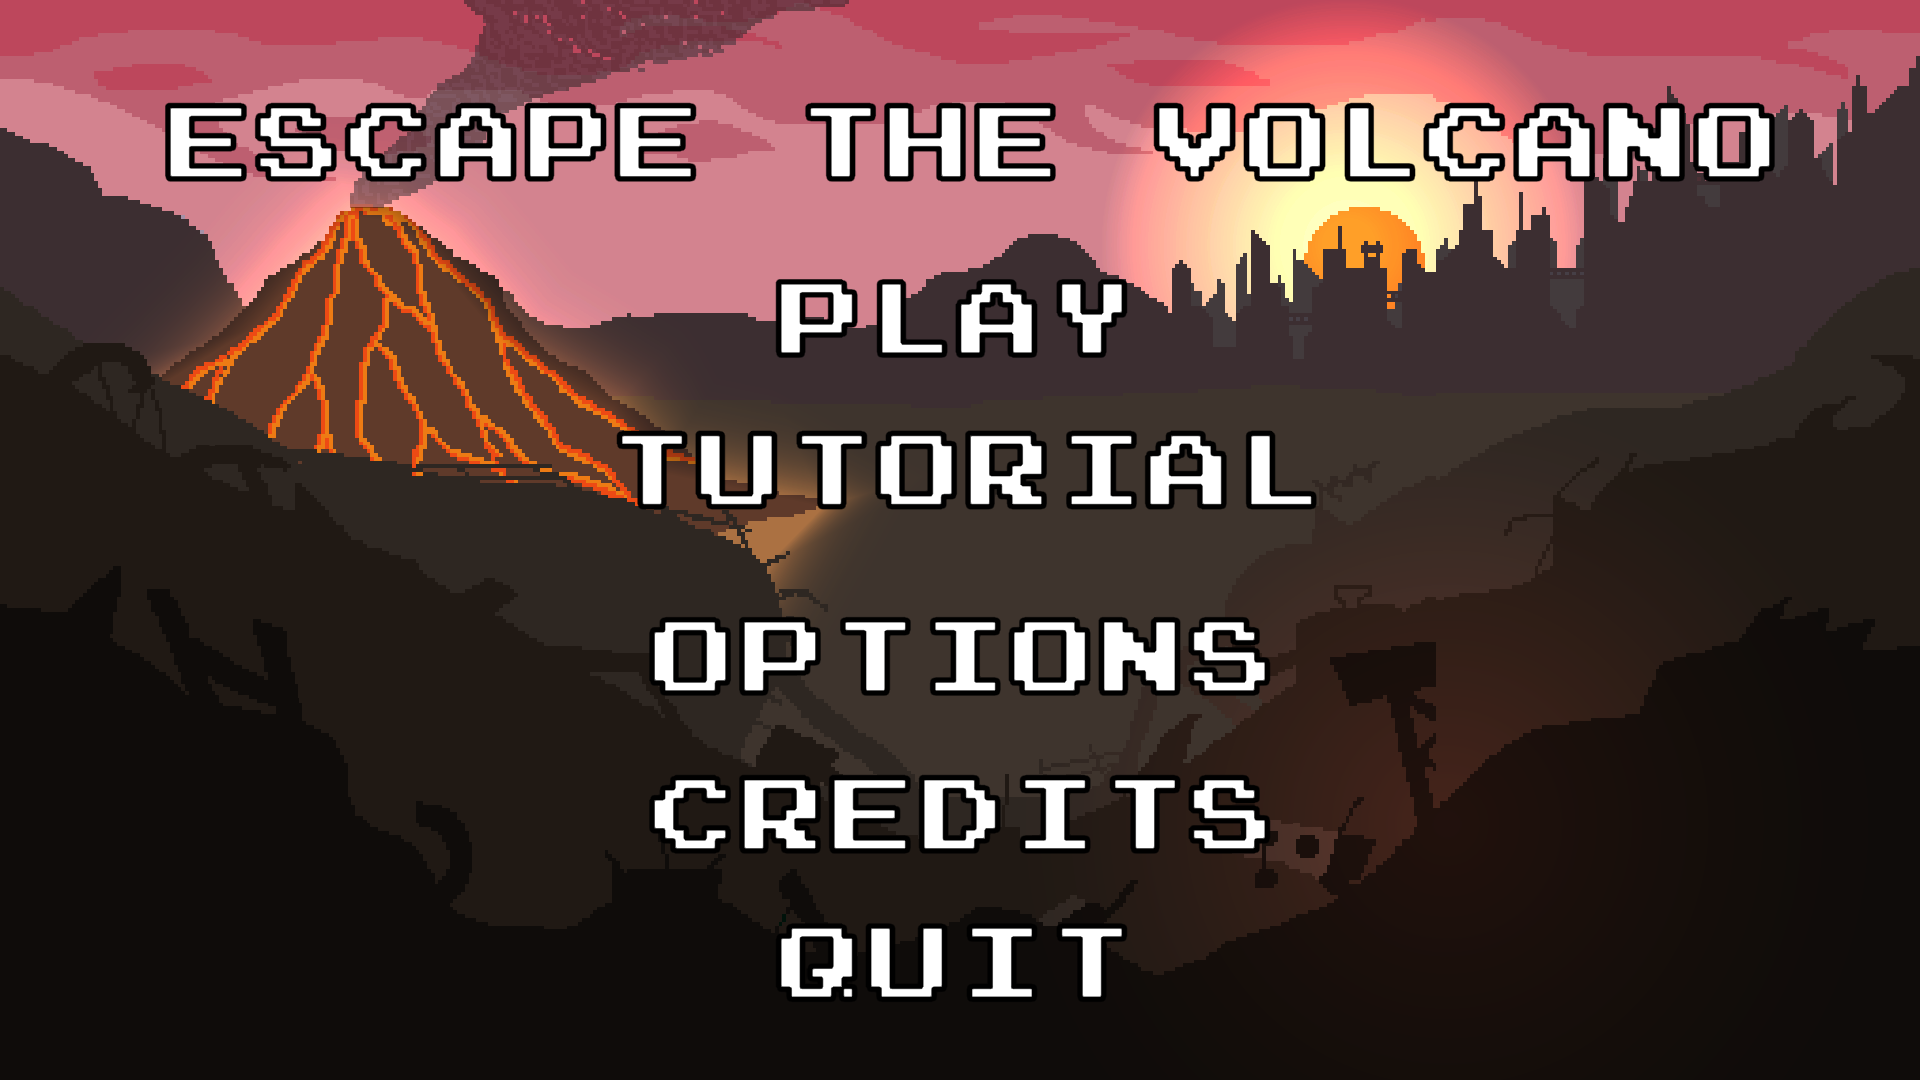 ESCAPE THE VOLCANO
PLAY
TUTORIAL
OPTIONS
CREDITS
QUIT